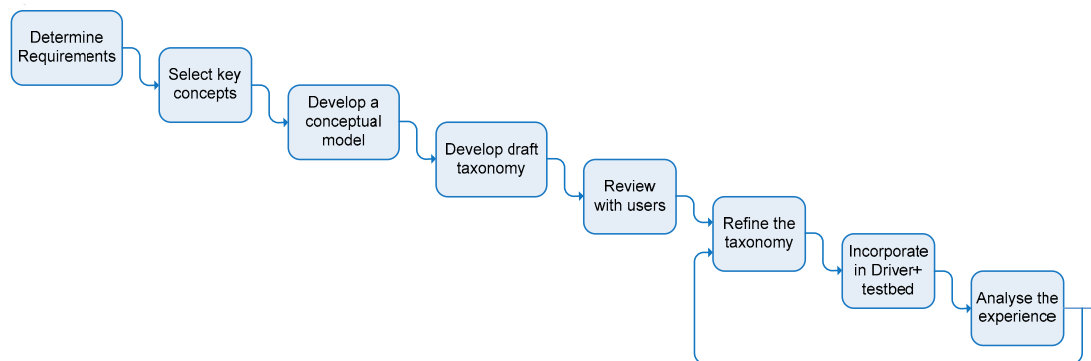 Determine
Requirements
Select key
concepts
Develop a
conceptual
model
Develop draft
taxonomy
Review
with users
Refine the
taxonomy
Incorporate
in Driver+
testbed
Analyse the
experience